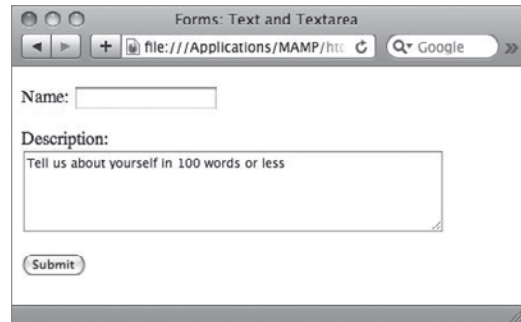 Forms: Text and Textarea
file:///Applications/MAMP/htc
Google
Name:
Description:
Tell us about yourself in 100 words or less
Submit